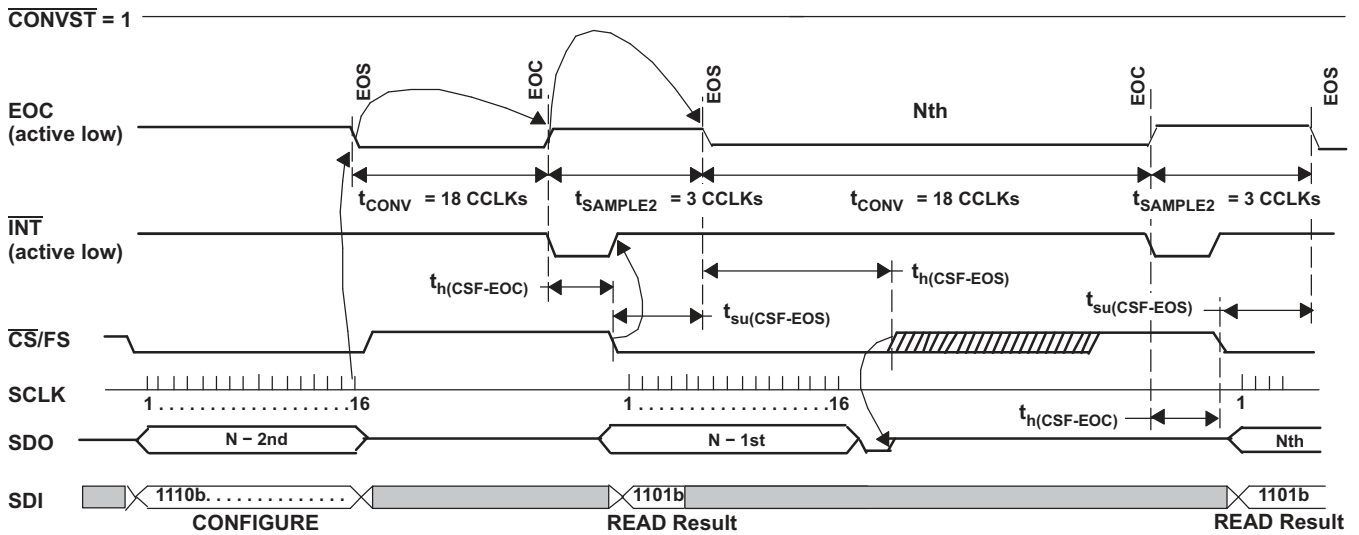 CONVST = 1
EOS
EOC
EOS
EOC
EOS
EOC
(active low)
Nth
tCONV = 18 CCLKs
tSAMPLE2 = 3 CCLKs
tCONV = 18 CCLKs
tSAMPLE2 = 3 CCLKs
INT
(active low)
th(CSF-EOC)
th(CSF-EOS)
tsu(CSF-EOS)
tsu(CSF-EOS)
CS/FS
SCLK
1 . . . . . . . . . . . . . . . . . . . . 16
1 . . . . . . . . . . . . . . . . . . . . 16
1
th(CSF-EOC)
SDO
N − 2nd
N − 1st
Nth
SDI
1110b. . . . . . . . . . . . . .
1101b
1101b
CONFIGURE
READ Result
READ Result